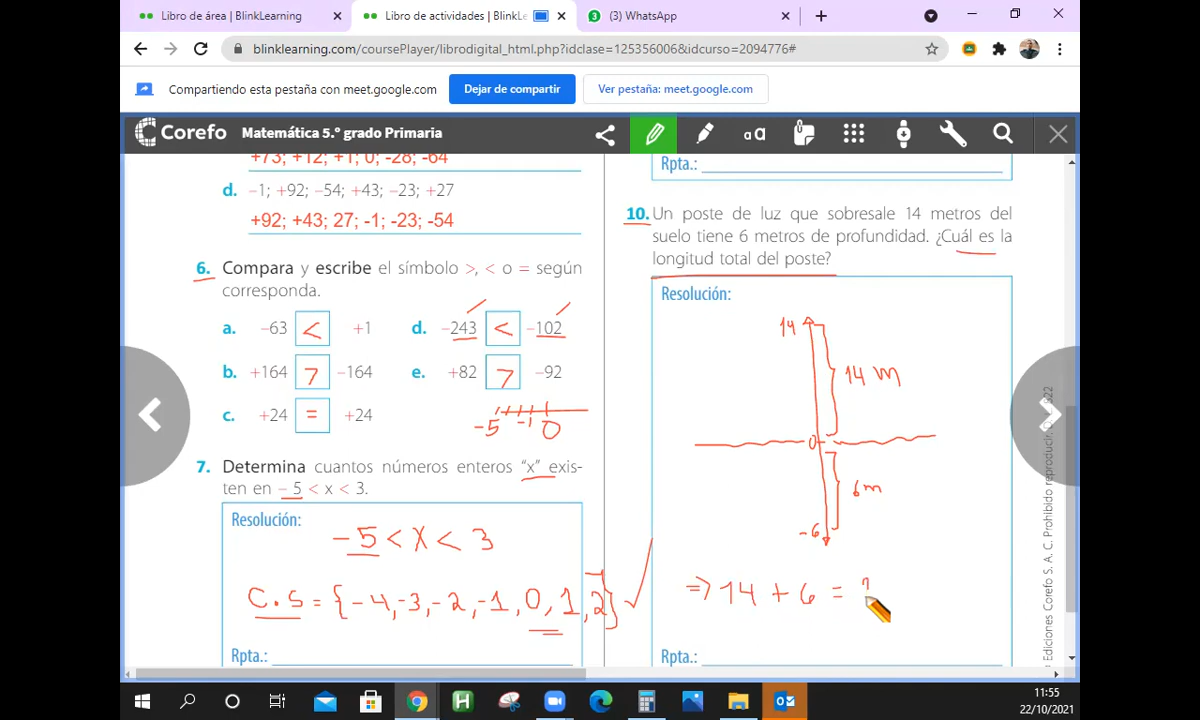 Libro de área | BlinkLearning
Libro de actividades | BlinkLe
(3) WhatsApp
blinklearning.com/coursePlayer/librodigital_html.php?idclase=125356006&idcurso=2094776#
Compartiendo esta pestaña con meet.google.com
Dejar de compartir
Ver pestaña: meet.google.com
Corefo
Matemática 5.º grado Primaria
aA
+73; +12; +1; 0; -28; -64
d. –1; +92; –54; +43; –23; +27
+92; +43; 27; -1; -23; -54
6. Compara y escribe el símbolo >, < o = según
corresponda.
a. –63 < +1
d. –243 < –102
b. +164 > –164
e. +82 > –92
c. +24 = +24
-5 -1 0
7. Determina cuantos números enteros “x” exis-
ten en – 5 < x < 3.
Resolución:
-5 < X < 3
C.S = {-4,-3,-2,-1,0,1,2}
Rpta.:
Rpta.:
10. Un poste de luz que sobresale 14 metros del
suelo tiene 6 metros de profundidad. ¿Cuál es la
longitud total del poste?
Resolución:
14
14 m
0
6m
-6
=> 14 + 6 =
Rpta.:
11:55
22/10/2021